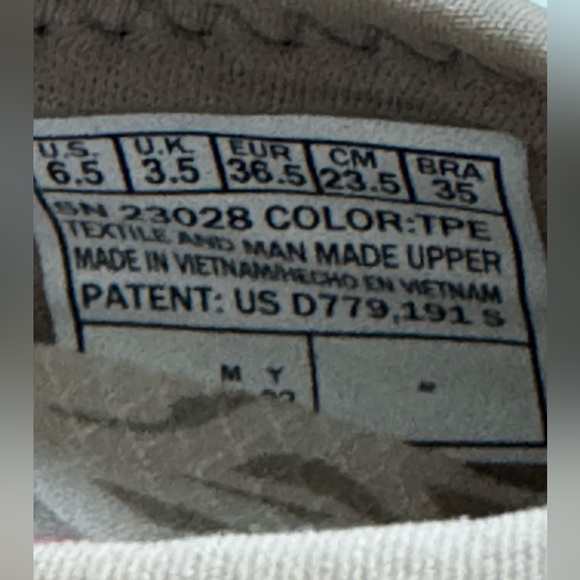 U.S. U.K. EUR CM BRA
6.5 3.5 36.5 23.5 35
SN 23028 COLOR:TPE
TEXTILE AND MAN MADE UPPER
MADE IN VIETNAM/HECHO EN VIETNAM
PATENT: US D779,191 S
M Y